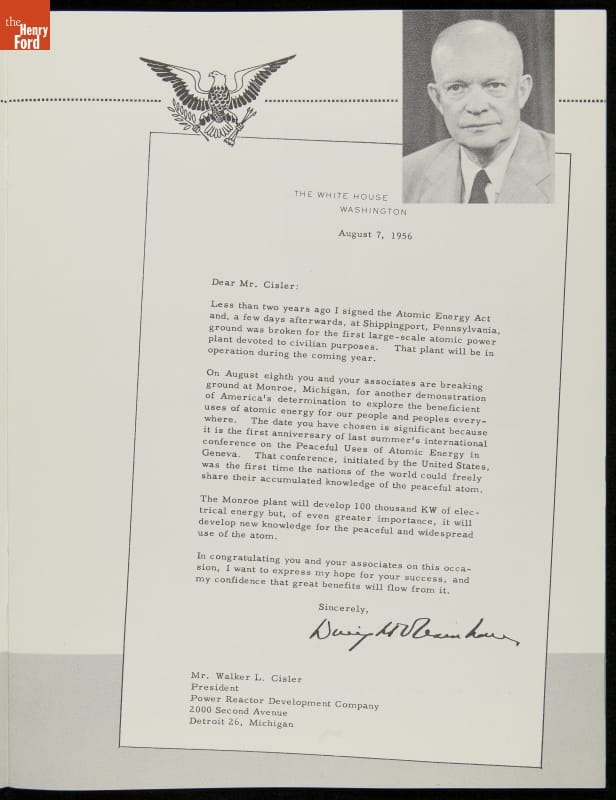 the
Henry
Ford
THE WHITE HOUSE
WASHINGTON
August 7, 1956
Dear Mr. Cisler:
Less than two years ago I signed the Atomic Energy Act
and, a few days afterwards, at Shippingport, Pennsylvania,
ground was broken for the first large-scale atomic power
plant devoted to civilian purposes. That plant will be in
operation during the coming year.
On August eighth you and your associates are breaking
ground at Monroe, Michigan, for another demonstration
of America's determination to explore the beneficent
uses of atomic energy for our people and peoples every-
where. The date you have chosen is significant because
it is the first anniversary of last summer's international
conference on the Peaceful Uses of Atomic Energy in
Geneva. That conference, initiated by the United States,
was the first time the nations of the world could freely
share their accumulated knowledge of the peaceful atom.
The Monroe plant will develop 100 thousand KW of elec-
trical energy but, of even greater importance, it will
develop new knowledge for the peaceful and widespread
use of the atom.
In congratulating you and your associates on this occa-
sion, I want to express my hope for your success, and
my confidence that great benefits will flow from it.
Sincerely,
Dwight D Eisenhower
Mr. Walker L. Cisler
President
Power Reactor Development Company
2000 Second Avenue
Detroit 26, Michigan